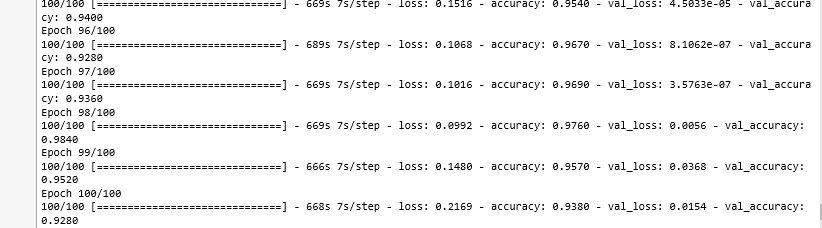 100/100 [==============================] - 669s 7s/step - loss: 0.1516 - accuracy: 0.9540 - val_loss: 4.5033e-05 - val_accura
cy: 0.9400
Epoch 96/100
100/100 [==============================] - 689s 7s/step - loss: 0.1068 - accuracy: 0.9670 - val_loss: 8.1062e-07 - val_accura
cy: 0.9280
Epoch 97/100
100/100 [==============================] - 669s 7s/step - loss: 0.1016 - accuracy: 0.9690 - val_loss: 3.5763e-07 - val_accura
cy: 0.9360
Epoch 98/100
100/100 [==============================] - 669s 7s/step - loss: 0.0992 - accuracy: 0.9760 - val_loss: 0.0056 - val_accuracy:
0.9840
Epoch 99/100
100/100 [==============================] - 666s 7s/step - loss: 0.1480 - accuracy: 0.9570 - val_loss: 0.0368 - val_accuracy:
0.9520
Epoch 100/100
100/100 [==============================] - 668s 7s/step - loss: 0.2169 - accuracy: 0.9380 - val_loss: 0.0154 - val_accuracy:
0.9280